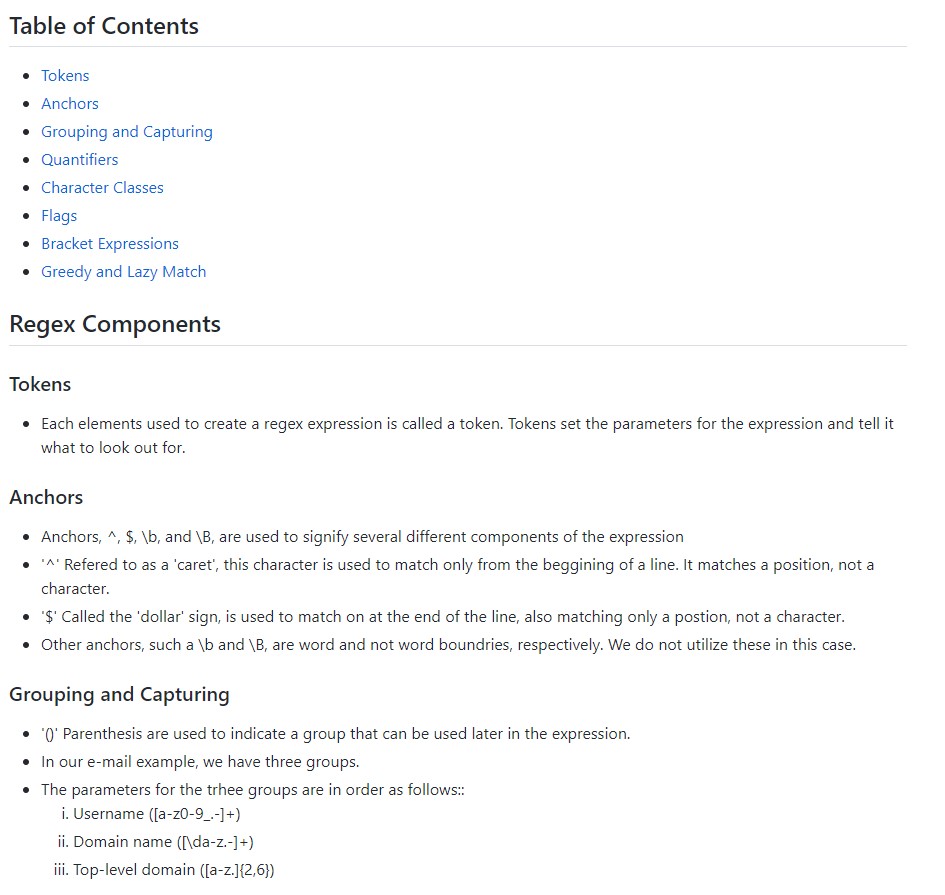 Table of Contents
Tokens
Anchors
Grouping and Capturing
Quantifiers
Character Classes
Flags
Bracket Expressions
Greedy and Lazy Match
Regex Components
Tokens
Each elements used to create a regex expression is called a token. Tokens set the parameters for the expression and tell it
what to look out for.
Anchors
Anchors, ^, $, \b, and \B, are used to signify several different components of the expression
'^' Refered to as a 'caret', this character is used to match only from the beggining of a line. It matches a position, not a
character.
'$' Called the 'dollar' sign, is used to match on at the end of the line, also matching only a postion, not a character.
Other anchors, such a \b and \B, are word and not word boundries, respectively. We do not utilize these in this case.
Grouping and Capturing
'()' Parenthesis are used to indicate a group that can be used later in the expression.
In our e-mail example, we have three groups.
The parameters for the trhee groups are in order as follows::
i. Username ([a-z0-9_.-]+)
ii. Domain name ([\da-z.-]+)
iii. Top-level domain ([a-z.]{2,6})